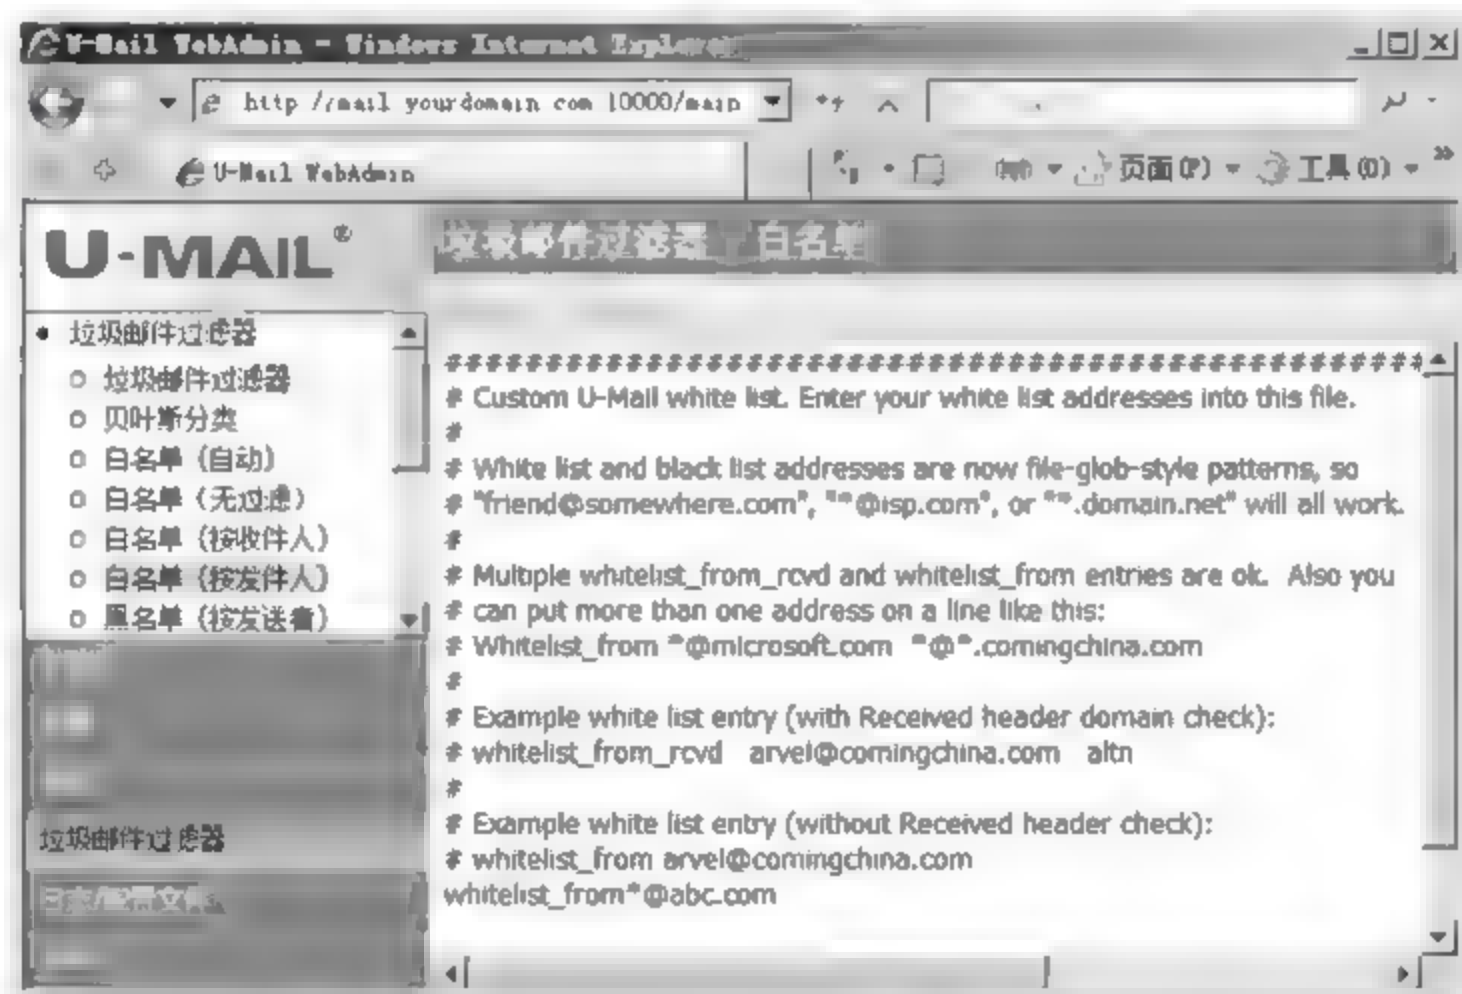 U-Mail WebAdmin - Windows Internet Explorer
http //mail yourdomain com 10000/main
U-Mail WebAdmin
页面(P)
工具(O)
U-MAIL®
垃圾邮件过滤器 白名单
垃圾邮件过滤器
垃圾邮件过滤器
贝叶斯分类
白名单（自动）
白名单（无过滤）
白名单（按收件人）
白名单（按发件人）
黑名单（按发送者）
垃圾邮件过滤器
################################################
# Custom U-Mail white list. Enter your white list addresses into this file.
#
# White list and black list addresses are now file-glob-style patterns, so
# "friend@somewhere.com", "*@isp.com", or "*.domain.net" will all work.
#
# Multiple whitelist_from_rcvd and whitelist_from entries are ok. Also you
# can put more than one address on a line like this:
# Whitelist_from *@microsoft.com *@*.comingchina.com
#
# Example white list entry (with Received header domain check):
# whitelist_from_rcvd arvel@comingchina.com altn
#
# Example white list entry (without Received header check):
# whitelist_from arvel@comingchina.com
whitelist_from*@abc.com